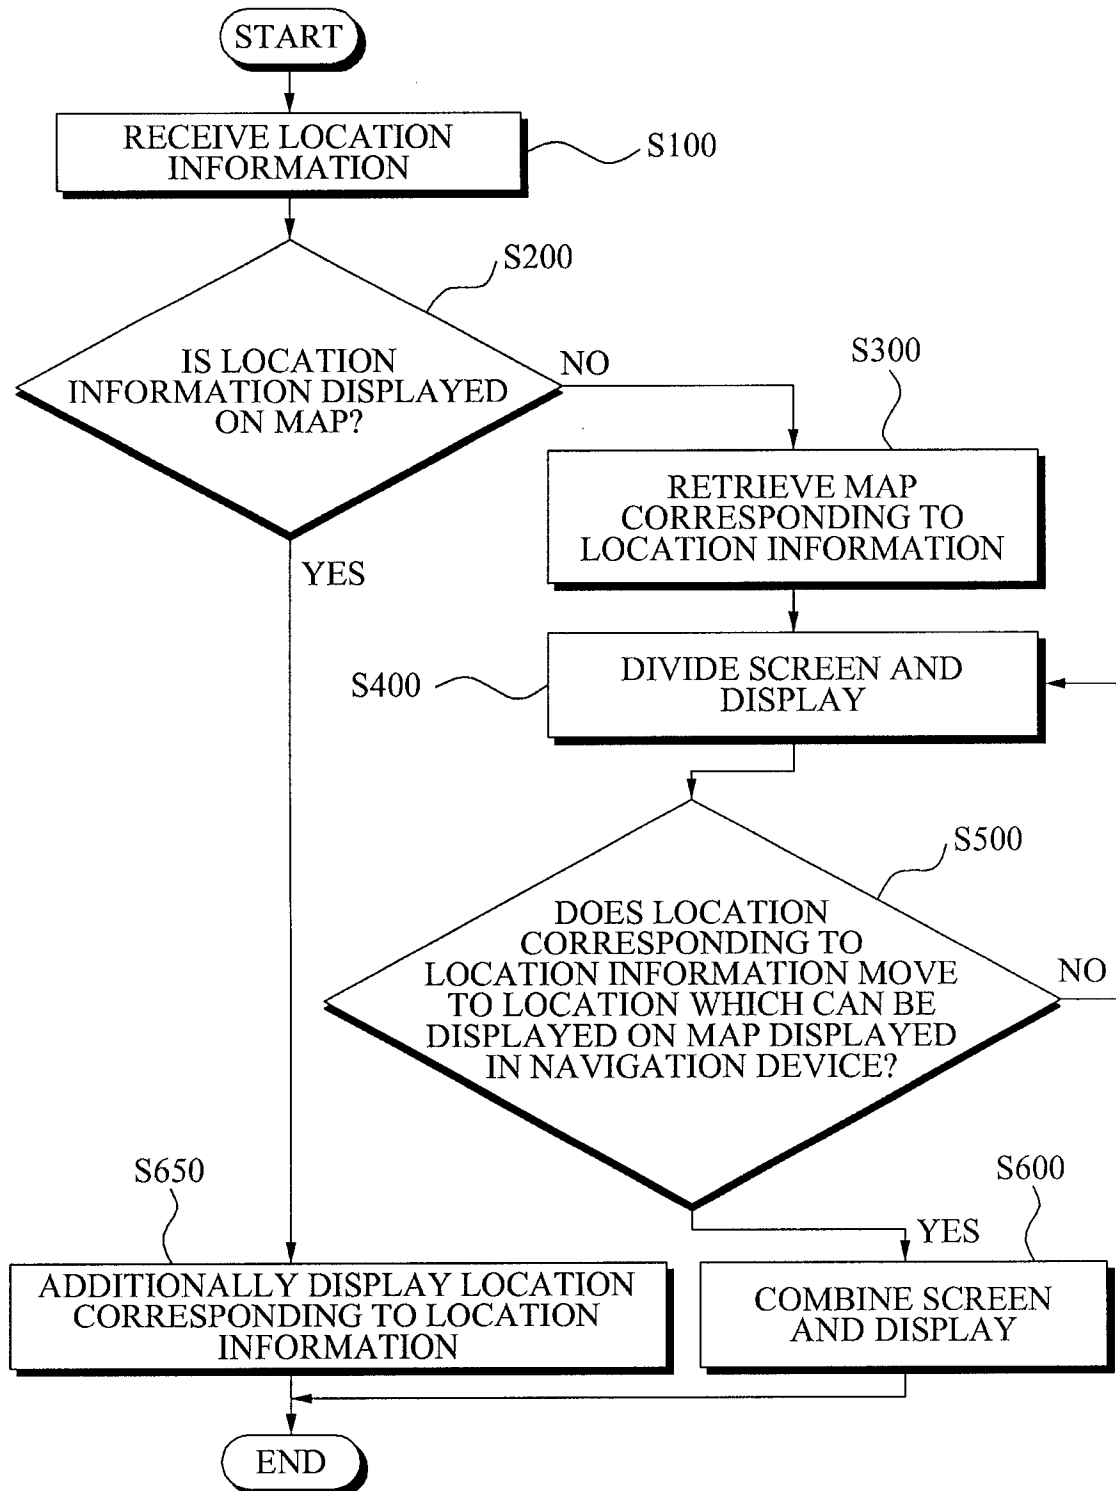 START
RECEIVE LOCATION
INFORMATION
S100
S200
IS LOCATION
INFORMATION DISPLAYED
ON MAP?
NO
YES
S300
RETRIEVE MAP
CORRESPONDING TO
LOCATION INFORMATION
S400
DIVIDE SCREEN AND
DISPLAY
S500
DOES LOCATION
CORRESPONDING TO
LOCATION INFORMATION MOVE
TO LOCATION WHICH CAN BE
DISPLAYED ON MAP DISPLAYED
IN NAVIGATION DEVICE?
NO
YES
S650
ADDITIONALLY DISPLAY LOCATION
CORRESPONDING TO LOCATION
INFORMATION
S600
COMBINE SCREEN
AND DISPLAY
END